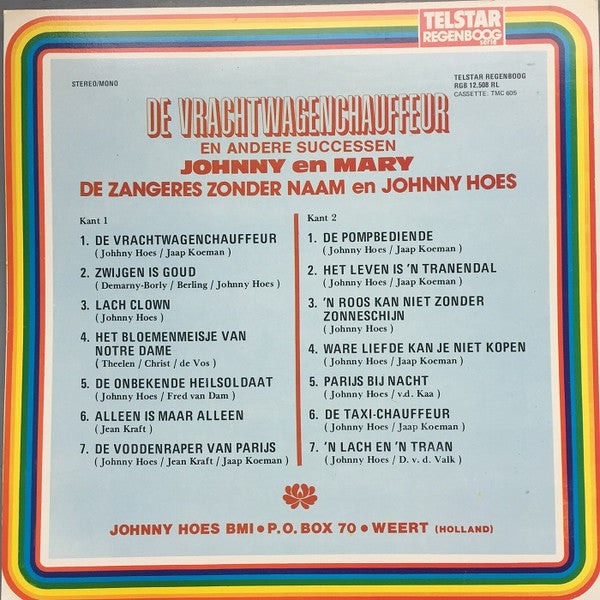 TELSTAR
REGENBOOG
serie
STEREO/MONO
TELSTAR REGENBOOG
RGB 12.508 RL
CASSETTE: TMC 605
DE VRACHTWAGENCHAUFFEUR
EN ANDERE SUCCESSEN
JOHNNY en MARY
DE ZANGERES ZONDER NAAM en JOHNNY HOES
Kant 1
1. DE VRACHTWAGENCHAUFFEUR
( Johhny Hoes / Jaap Koeman )
2. ZWIJGEN IS GOUD
( Demarny-Borly / Berling / Johnny Hoes )
3. LACH CLOWN
( Johnny Hoes )
4. HET BLOEMENMEISJE VAN
NOTRE DAME
( Theelen / Christ / de Vos )
5. DE ONBEKENDE HEILSOLDAAT
( Johnny Hoes / Fred van Dam )
6. ALLEEN IS MAAR ALLEEN
( Jean Kraft )
7. DE VODDENRAPER VAN PARIJS
( Johnny Hoes / Jean Kraft / Jaap Koeman )
Kant 2
1. DE POMPBEDIENDE
( Johnny Hoes / Jaap Koeman )
2. HET LEVEN IS 'N TRANENDAL
( Johnny Hoes / Jaap Koeman )
3. 'N ROOS KAN NIET ZONDER
ZONNESCHIJN
( Johnny Hoes )
4. WARE LIEFDE KAN JE NIET KOPEN
( Johnny Hoes / Jaap Koeman )
5. PARIJS BIJ NACHT
( Johnny Hoes / v.d. Kaa )
6. DE TAXI-CHAUFFEUR
( Johnny Hoes / Jaap Koeman )
7. 'N LACH EN 'N TRAAN
( Johnny Hoes / D. v. d. Valk )
JOHNNY HOES BMI • P.O. BOX 70 • WEERT (HOLLAND)